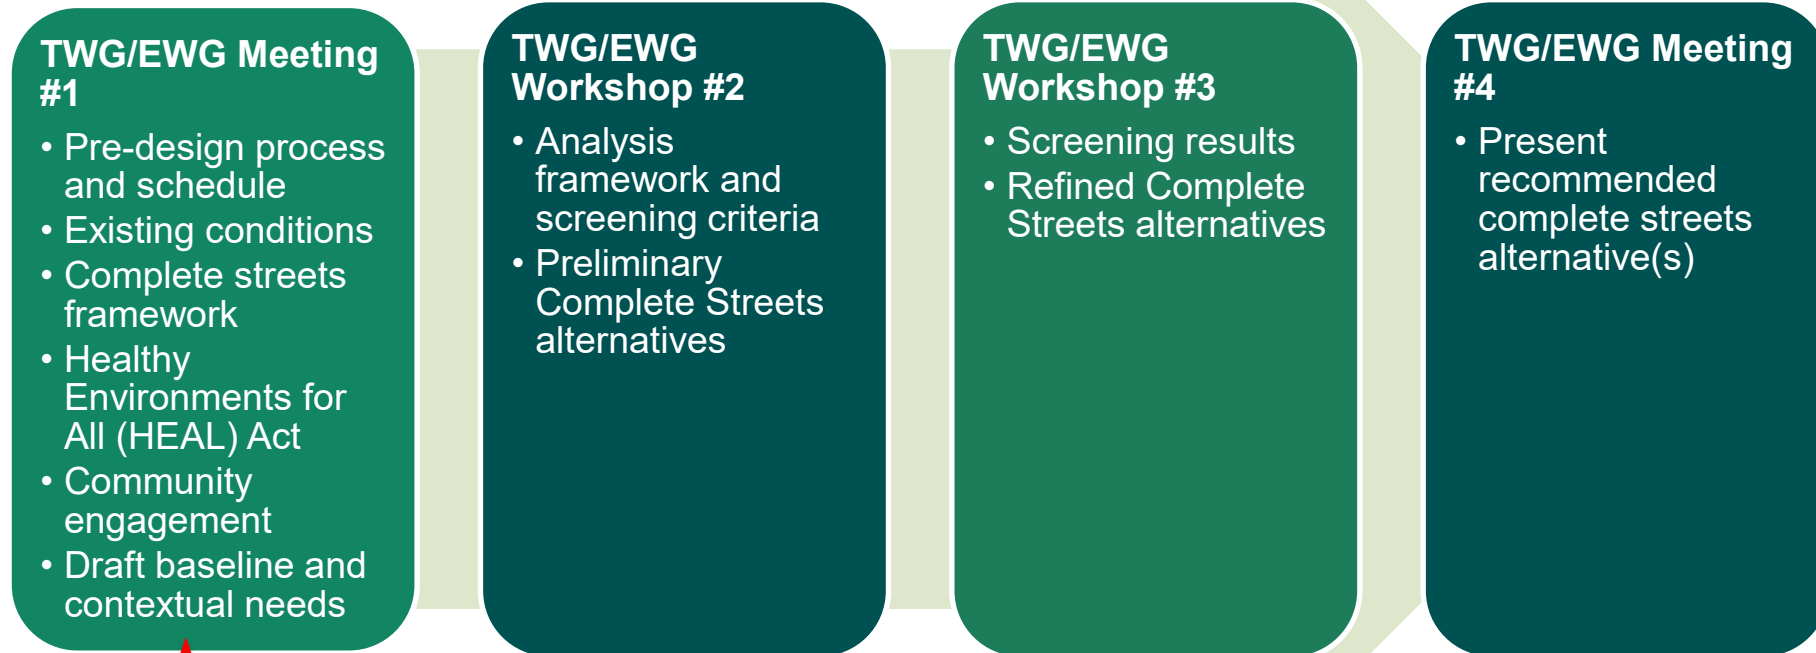 TWG/EWG Meeting
#1
• Pre-design process
and schedule
• Existing conditions
• Complete streets
framework
• Healthy
Environments for
All (HEAL) Act
• Community
engagement
• Draft baseline and
contextual needs
TWG/EWG
Workshop #2
• Analysis
framework and
screening criteria
• Preliminary
Complete Streets
alternatives
TWG/EWG
Workshop #3
• Screening results
• Refined Complete
Streets alternatives
TWG/EWG Meeting
#4
• Present
recommended
complete streets
alternative(s)